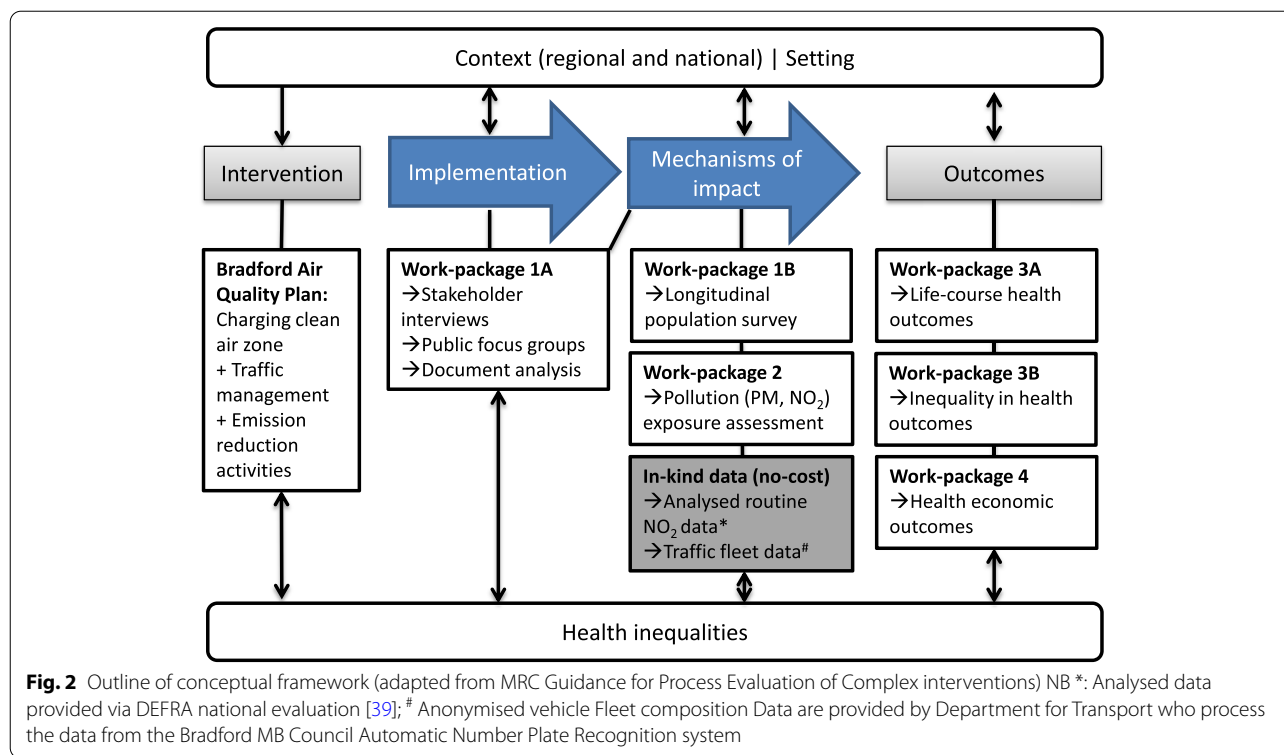 Context (regional and national) | Setting
Intervention
Implementation
Mechanisms of
impact
Outcomes
Bradford Air
Quality Plan:
Charging clean
air zone
+ Traffic
management
+ Emission
reduction
activities
Work-package 1A
→Stakeholder
interviews
→Public focus groups
→Document analysis
Work-package 1B
→Longitudinal
population survey
Work-package 2
→Pollution (PM, NO₂)
exposure assessment
In-kind data (no-cost)
→Analysed routine
NO₂ data*
→Traffic fleet data#
Work-package 3A
→Life-course health
outcomes
Work-package 3B
→Inequality in health
outcomes
Work-package 4
→Health economic
outcomes
Health inequalities
Fig. 2 Outline of conceptual framework (adapted from MRC Guidance for Process Evaluation of Complex interventions) NB *: Analysed data
provided via DEFRA national evaluation [39]; # Anonymised vehicle Fleet composition Data are provided by Department for Transport who process
the data from the Bradford MB Council Automatic Number Plate Recognition system